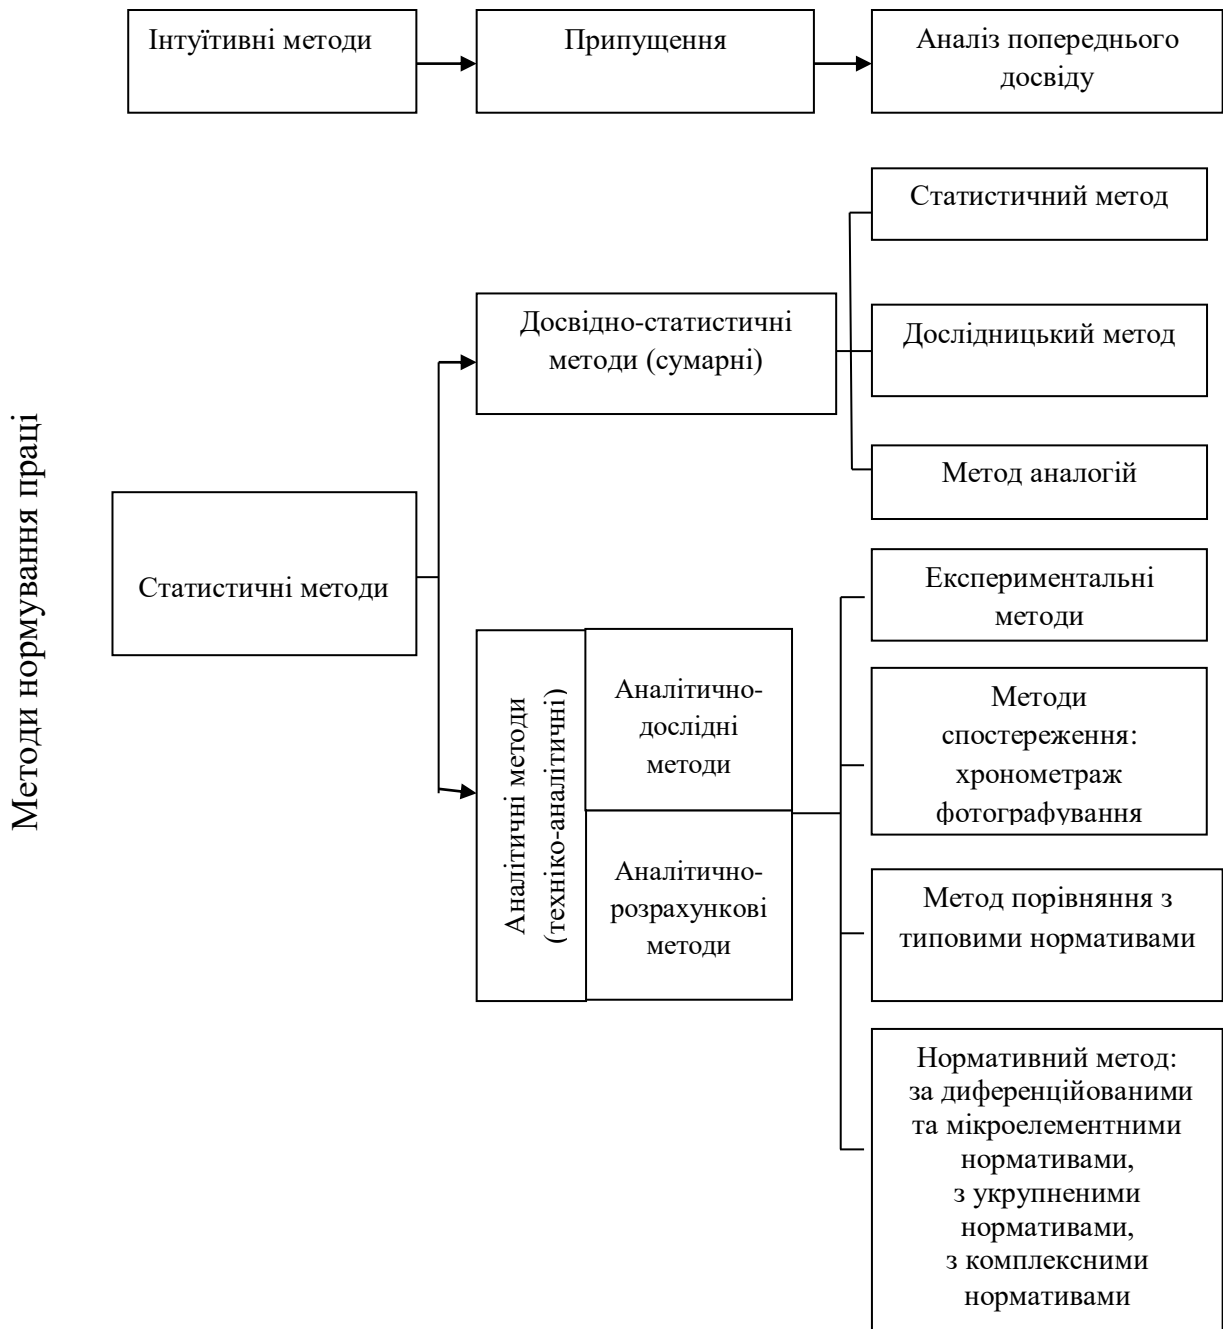 Методи нормування праці
Інтуїтивні методи
Припущення
Аналіз попереднього
досвіду
Статистичні методи
Досвідно-статистичні
методи (сумарні)
Статистичний метод
Дослідницький метод
Метод аналогій
Аналітичні методи
(техніко-аналітичні)
Аналітично-
дослідні
методи
Аналітично-
розрахункові
методи
Експериментальні
методи
Методи
спостереження:
хронометраж
фотографування
Метод порівняння з
типовими нормативами
Нормативний метод:
за диференційованими
та мікроелементними
нормативами,
з укрупненими
нормативами,
з комплексними
нормативами